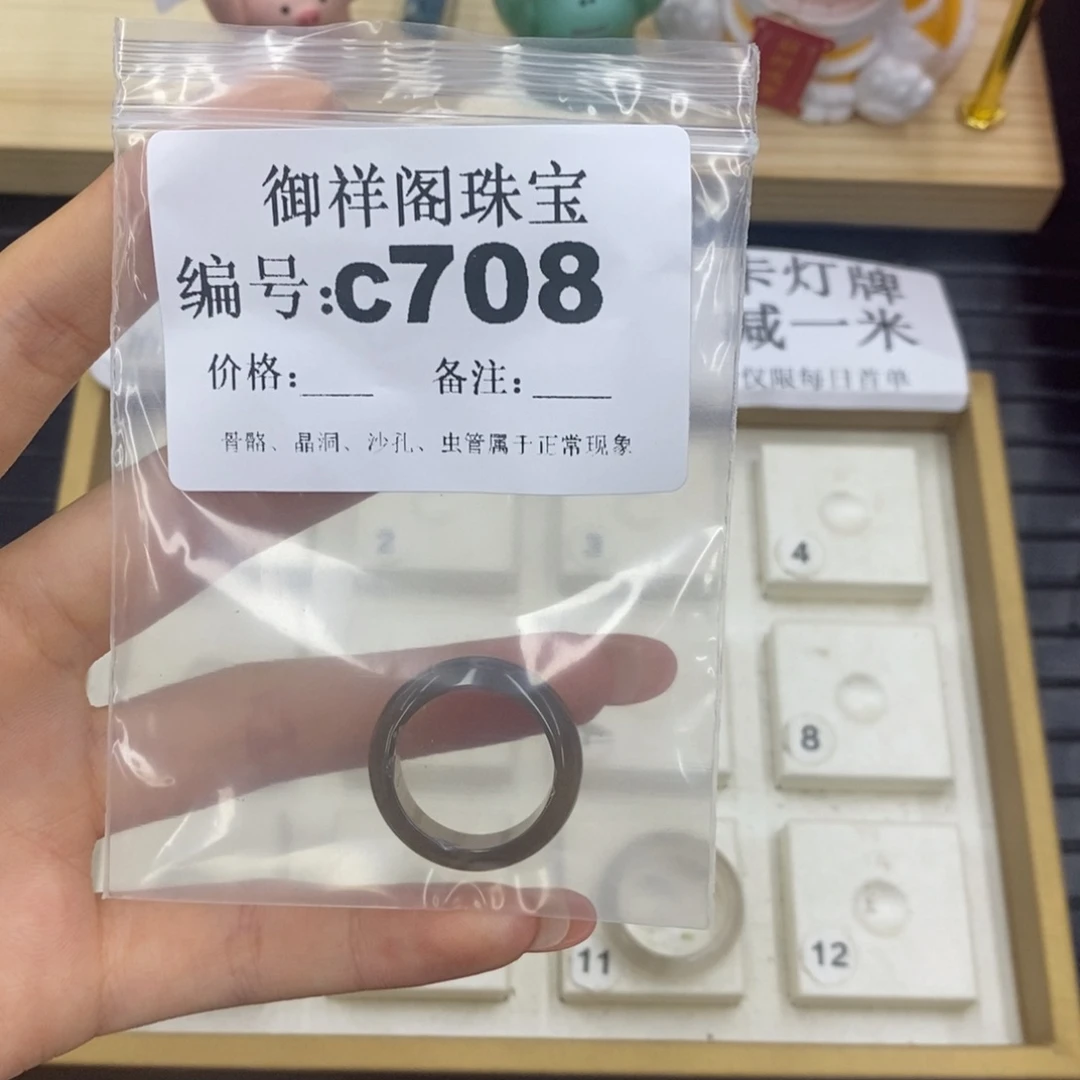 御祥阁珠宝
编号:c708
价格:____ 备注:____
骨骼、晶洞、沙孔、虫管属于正常现象
卡灯牌
减一米
仅限每日首单
2
3
4
8
11
12